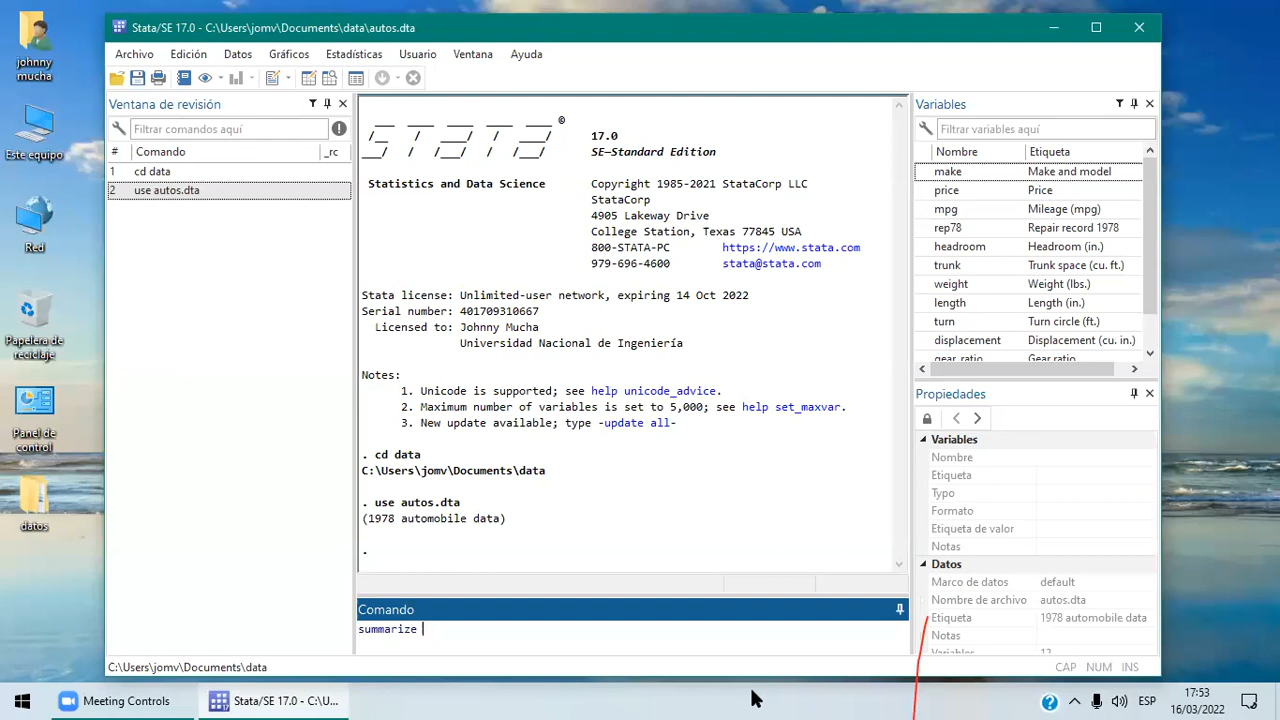 johnny
mucha
Este equipo
Red
Papelera de
reciclaje
Panel de
control
datos
Stata/SE 17.0 - C:\Users\jomv\Documents\data\autos.dta
Archivo Edición Datos Gráficos Estadísticas Usuario Ventana Ayuda
Ventana de revisión
Filtrar comandos aquí
# Comando _rc
1 cd data
2 use autos.dta
©
17.0
SE—Standard Edition
Statistics and Data Science Copyright 1985-2021 StataCorp LLC
StataCorp
4905 Lakeway Drive
College Station, Texas 77845 USA
800-STATA-PC https://www.stata.com
979-696-4600 stata@stata.com
Stata license: Unlimited-user network, expiring 14 Oct 2022
Serial number: 401709310667
Licensed to: Johnny Mucha
Universidad Nacional de Ingeniería
Notes:
1. Unicode is supported; see help unicode_advice.
2. Maximum number of variables is set to 5,000; see help set_maxvar.
3. New update available; type -update all-
. cd data
C:\Users\jomv\Documents\data
. use autos.dta
(1978 automobile data)
.
Comando
summarize
Variables
Filtrar variables aquí
Nombre Etiqueta
make Make and model
price Price
mpg Mileage (mpg)
rep78 Repair record 1978
headroom Headroom (in.)
trunk Trunk space (cu. ft.)
weight Weight (lbs.)
length Length (in.)
turn Turn circle (ft.)
displacement Displacement (cu. in.)
gear_ratio Gear ratio
Propiedades
Variables
Nombre
Etiqueta
Typo
Formato
Etiqueta de valor
Notas
Datos
Marco de datos default
Nombre de archivo autos.dta
Etiqueta 1978 automobile data
Notas
Variables 12
C:\Users\jomv\Documents\data
CAP NUM INS
Meeting Controls
Stata/SE 17.0 - C:\U...
ESP
17:53
16/03/2022